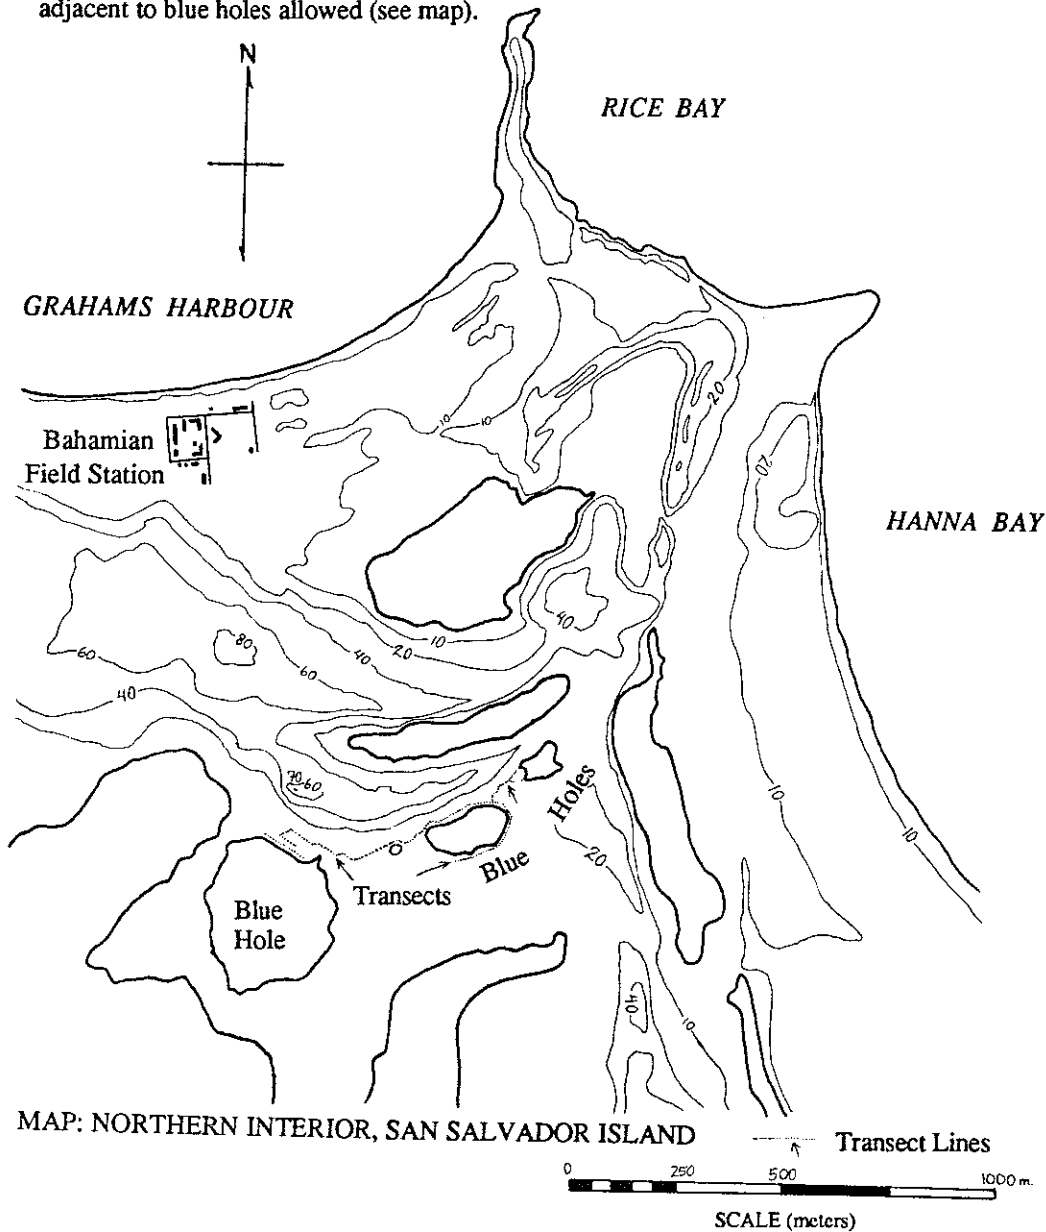 adjacent to blue holes allowed (see map).
N
RICE BAY
GRAHAMS HARBOUR
20
Bahamian
Field Station
10
10
20
HANNA BAY
40
10
20
80
40
60
60
60
40
70
60
Holes
10
10
20
Blue
Transects
Blue
Hole
40
10
MAP: NORTHERN INTERIOR, SAN SALVADOR ISLAND
Transect Lines
0 250 500 1000 m.
SCALE (meters)